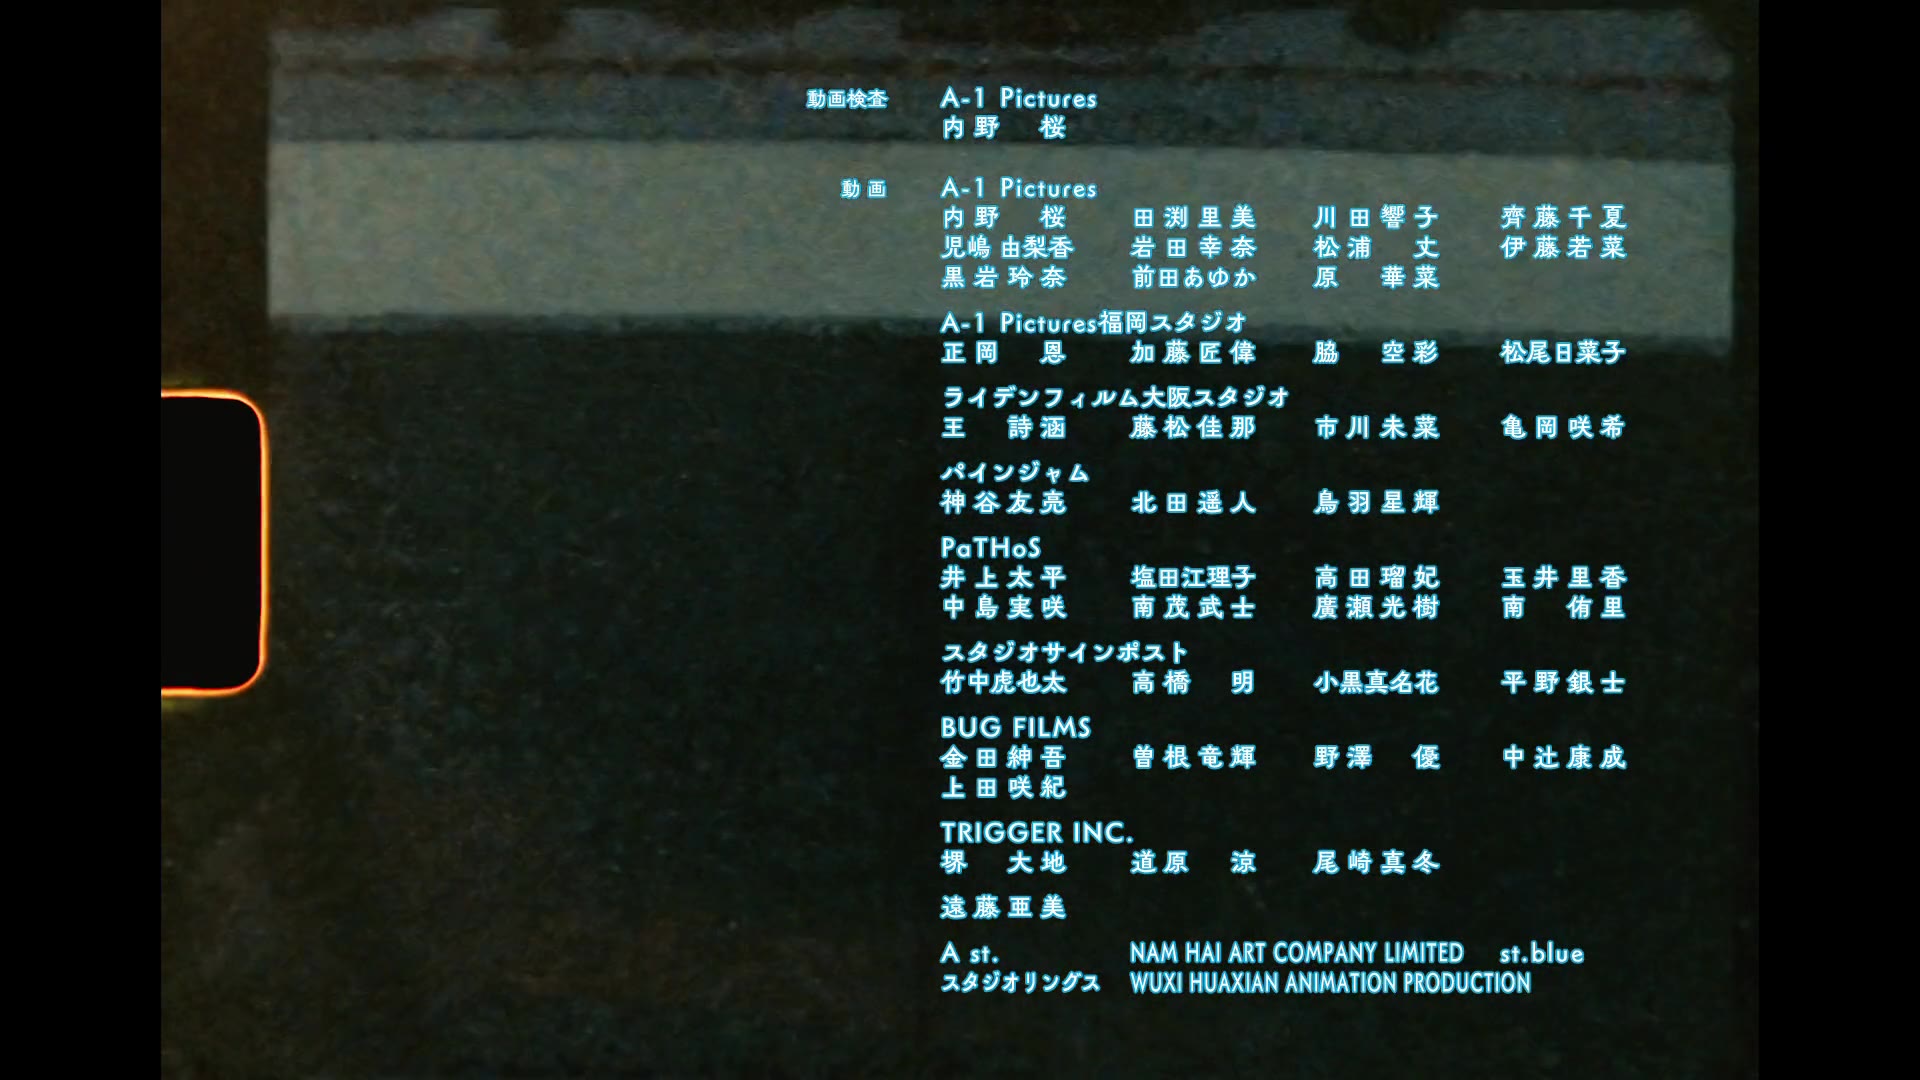 動画検査 A-1 Pictures
内野 桜
動画 A-1 Pictures
内野 桜 田渕里美 川田響子 齊藤千夏
児嶋由梨香 岩田幸奈 松浦 丈 伊藤若菜
黒岩玲奈 前田あゆか 原 華菜
A-1 Pictures福岡スタジオ
正岡 恩 加藤匠偉 脇 空彩 松尾日菜子
ライデンフィルム大阪スタジオ
王 詩涵 藤松佳那 市川未菜 亀岡咲希
パインジャム
神谷友亮 北田遥人 鳥羽星輝
PaTHoS
井上太平 塩田江理子 高田瑠妃 玉井里香
中島実咲 南茂武士 廣瀬光樹 南 侑里
スタジオサインポスト
竹中虎也太 高橋 明 小黒真名花 平野銀士
BUG FILMS
金田紳吾 曽根竜輝 野澤 優 中辻康成
上田咲紀
TRIGGER INC.
堺 大地 道原 涼 尾崎真冬
遠藤亜美
A st. NAM HAI ART COMPANY LIMITED st.blue
スタジオリングス WUXI HUAXIAN ANIMATION PRODUCTION